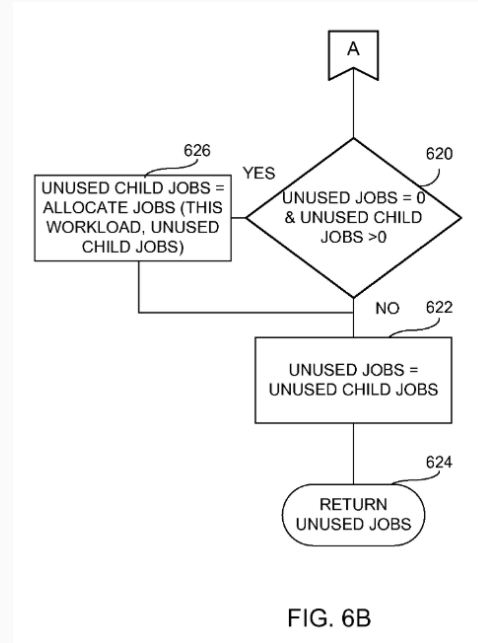 A
620
626
YES
UNUSED JOBS = 0
& UNUSED CHILD
JOBS >0
UNUSED CHILD JOBS =
ALLOCATE JOBS (THIS
WORKLOAD, UNUSED
CHILD JOBS)
NO
622
UNUSED JOBS =
UNUSED CHILD JOBS
624
RETURN
UNUSED JOBS
FIG. 6B